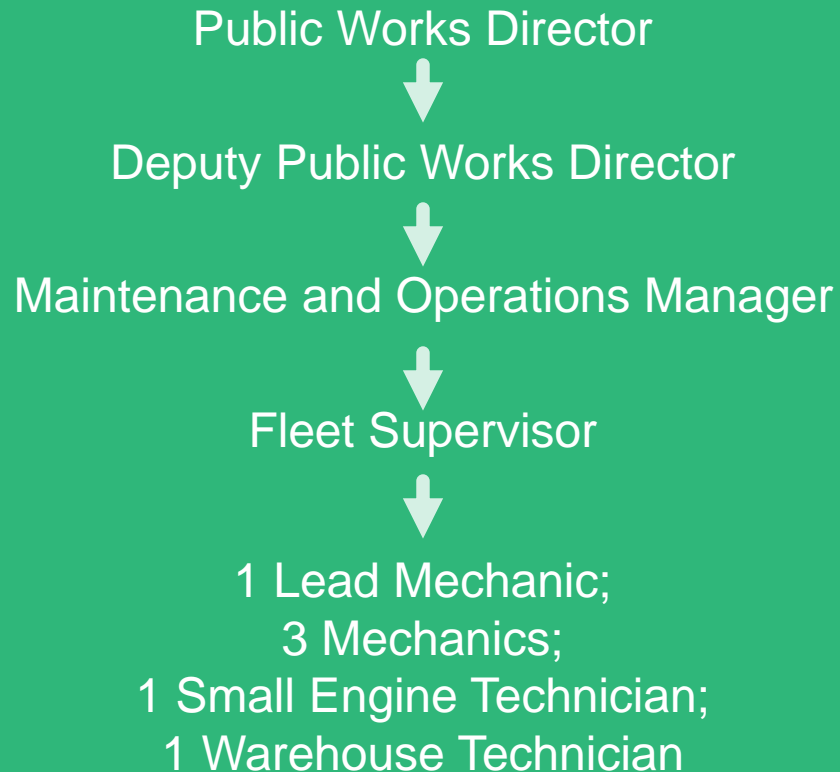 Public Works Director
Deputy Public Works Director
Maintenance and Operations Manager
Fleet Supervisor
1 Lead Mechanic;
3 Mechanics;
1 Small Engine Technician;
1 Warehouse Technician